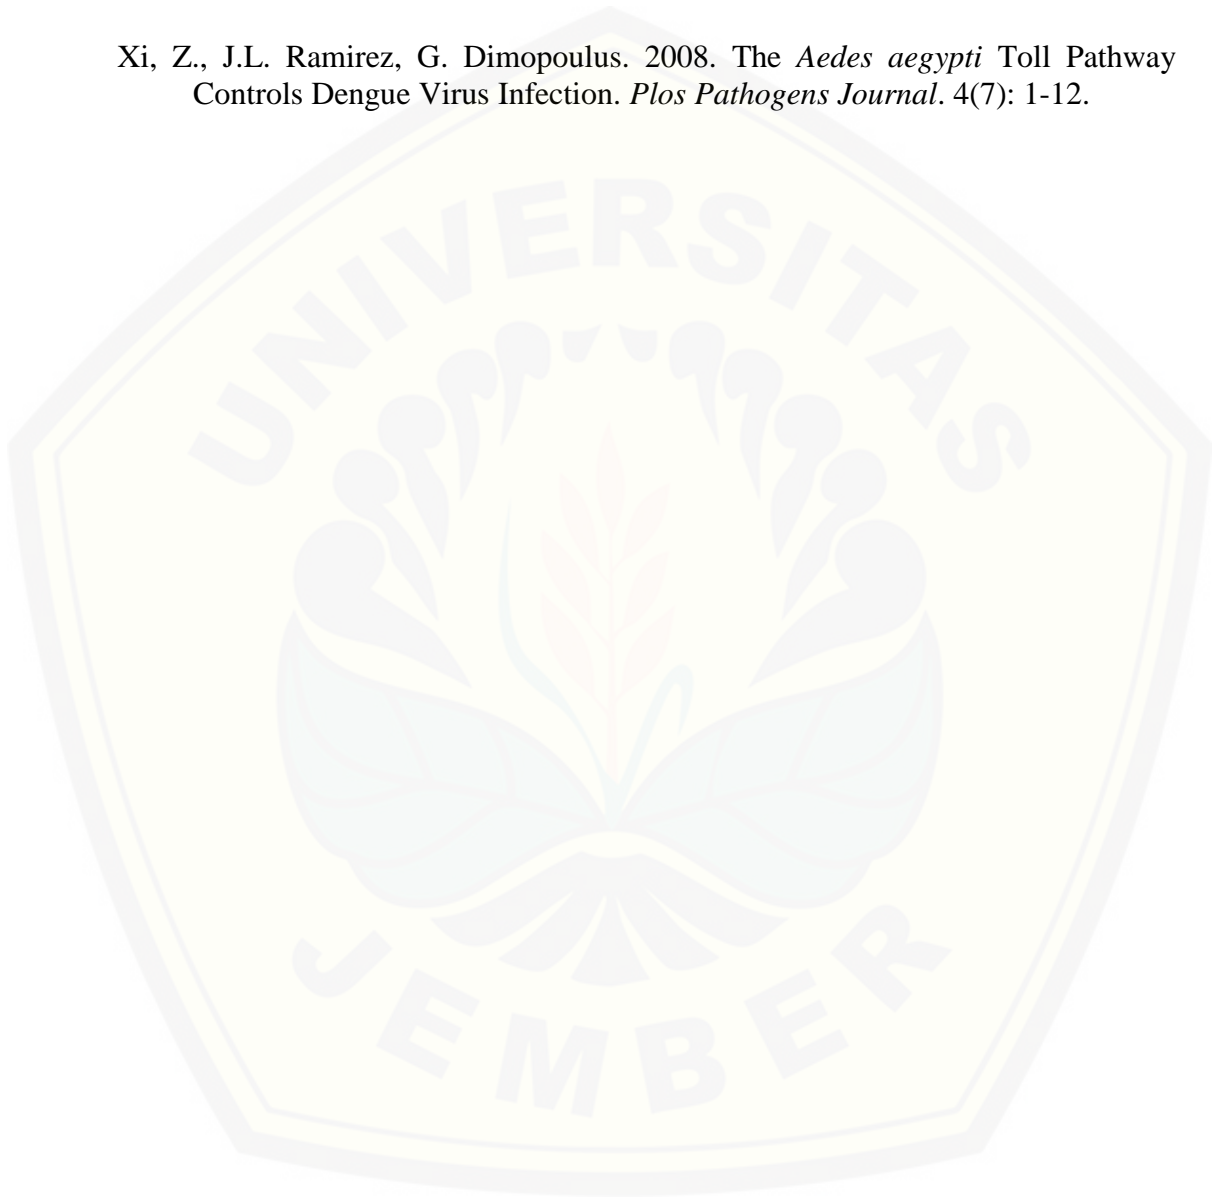 Xi, Z., J.L. Ramirez, G. Dimopoulus. 2008. The Aedes aegypti Toll Pathway
Controls Dengue Virus Infection. Plos Pathogens Journal. 4(7): 1-12.
UNIVERSITAS
JEMBER